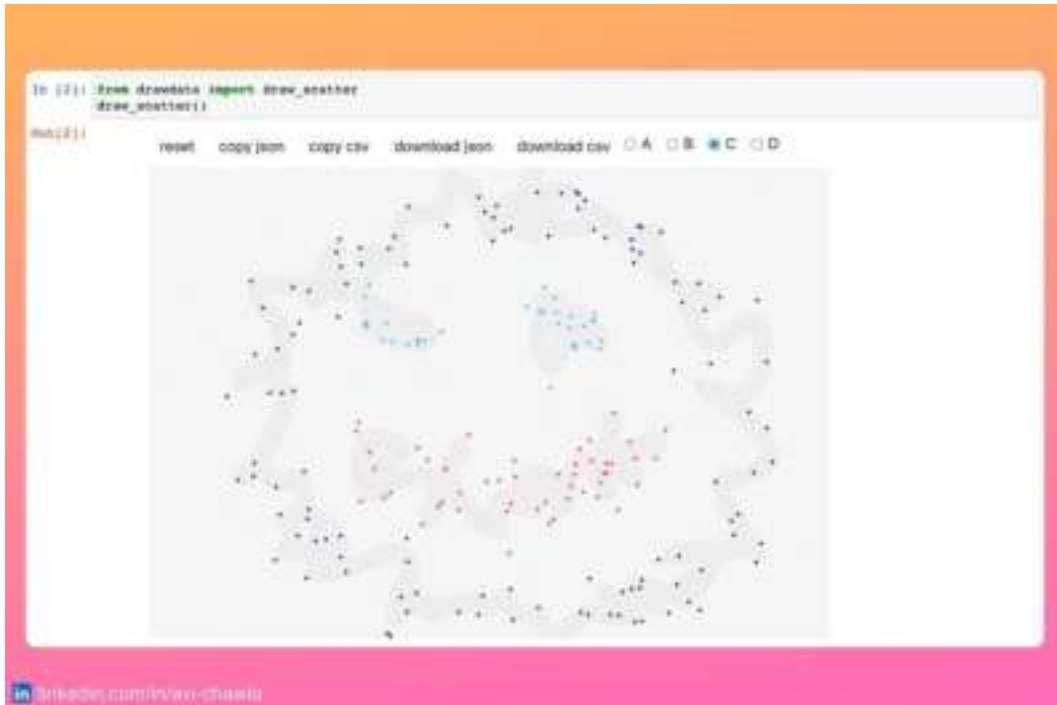 In [2]: from drawdata import draw_scatter
draw_scatter()
Out[2]:
reset copy json copy csv download json download csv A B C D
in linkedin.com/in/avi-chawla